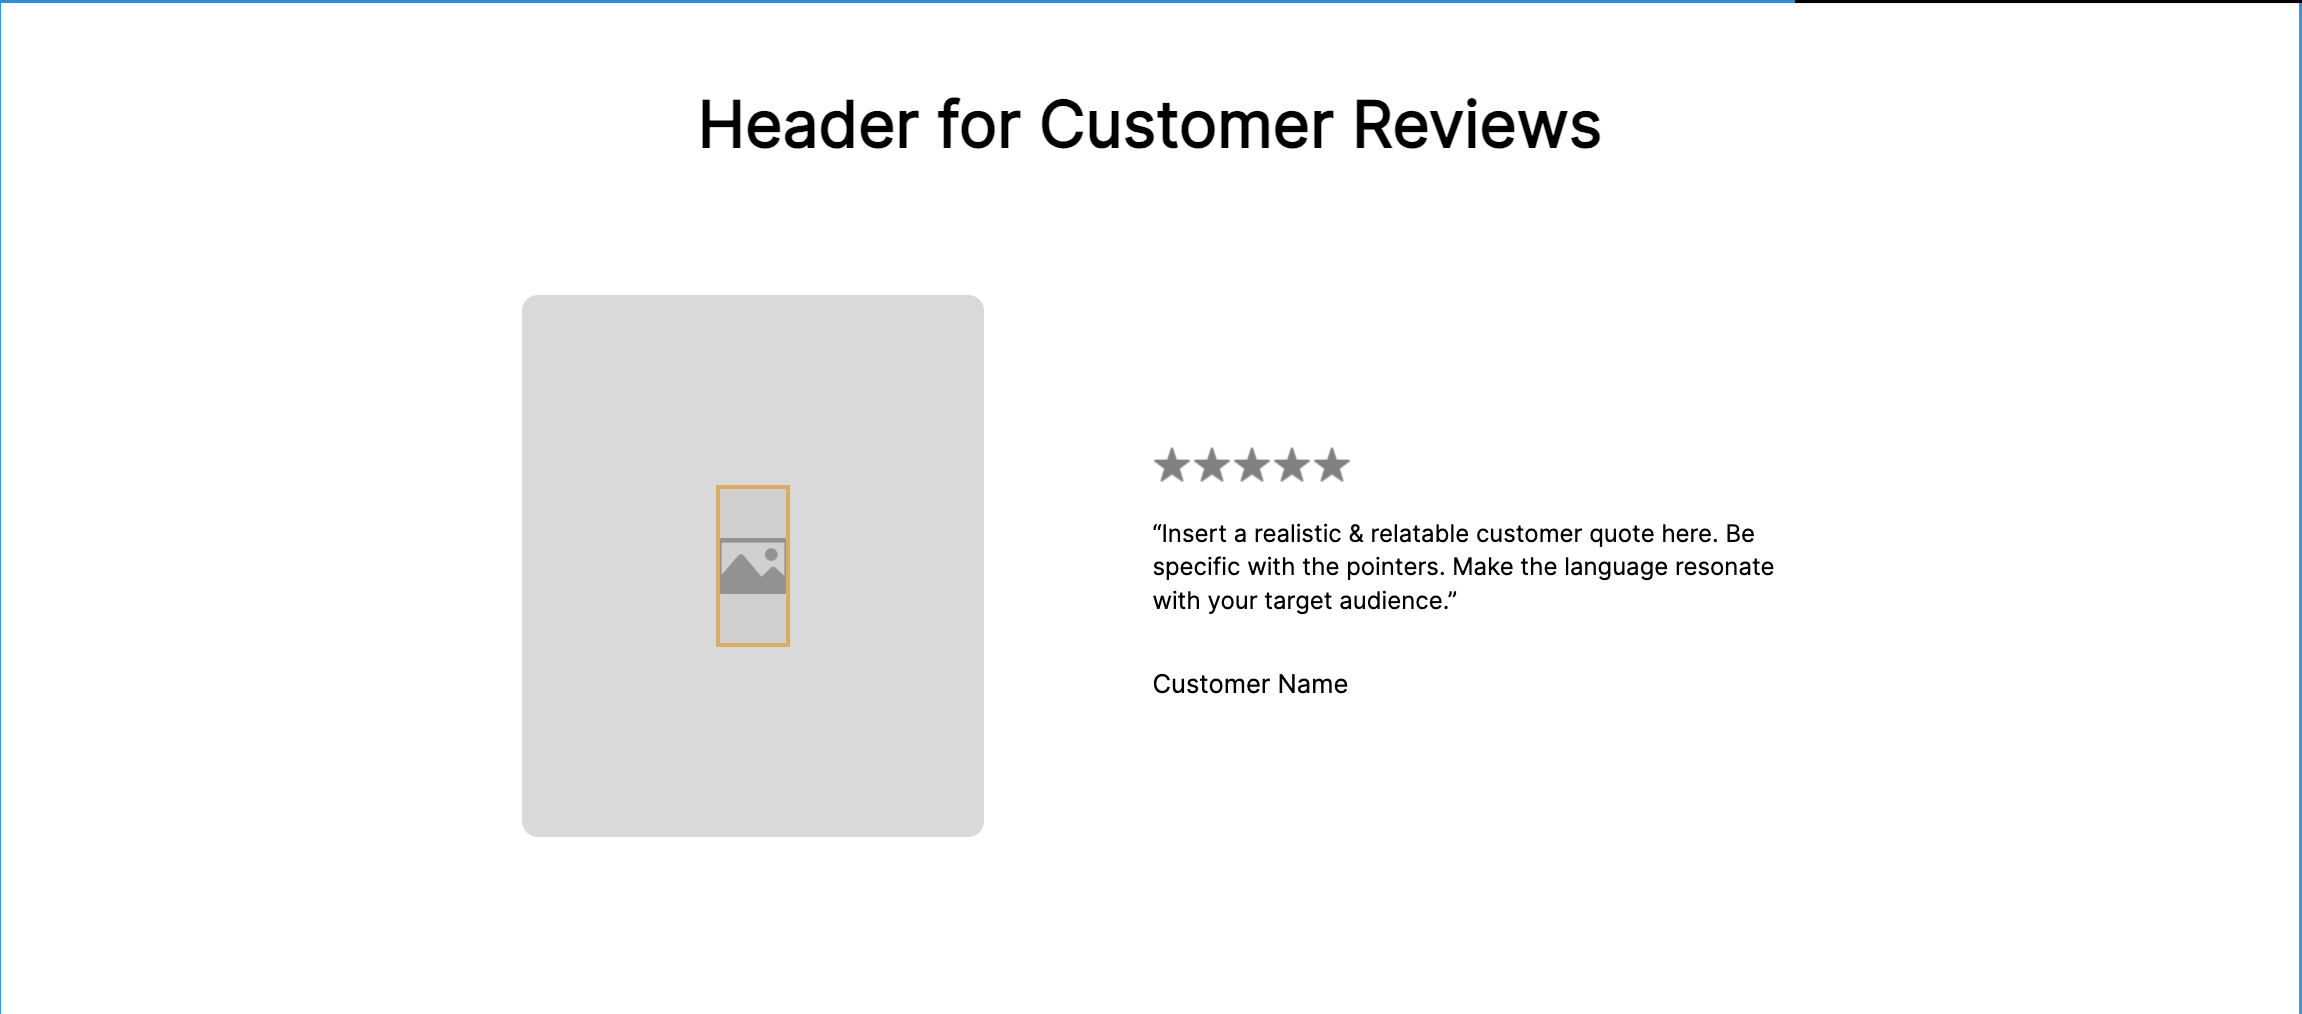 Header for Customer Reviews
“Insert a realistic & relatable customer quote here. Be
specific with the pointers. Make the language resonate
with your target audience.”
Customer Name